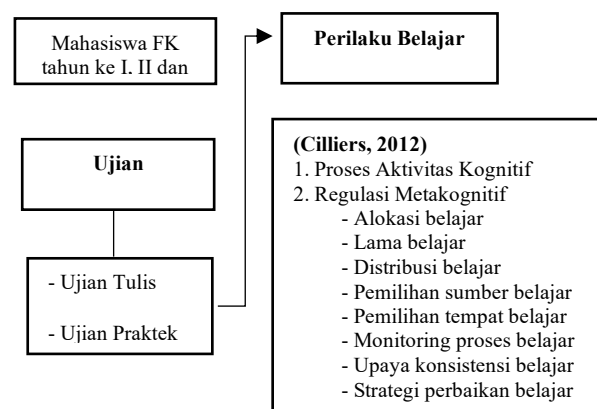 Mahasiswa FK
tahun ke I. II dan
Perilaku Belajar
Ujian
- Ujian Tulis
- Ujian Praktek
(Cilliers, 2012)
1. Proses Aktivitas Kognitif
2. Regulasi Metakognitif
- Alokasi belajar
- Lama belajar
- Distribusi belajar
- Pemilihan sumber belajar
- Pemilihan tempat belajar
- Monitoring proses belajar
- Upaya konsistensi belajar
- Strategi perbaikan belajar